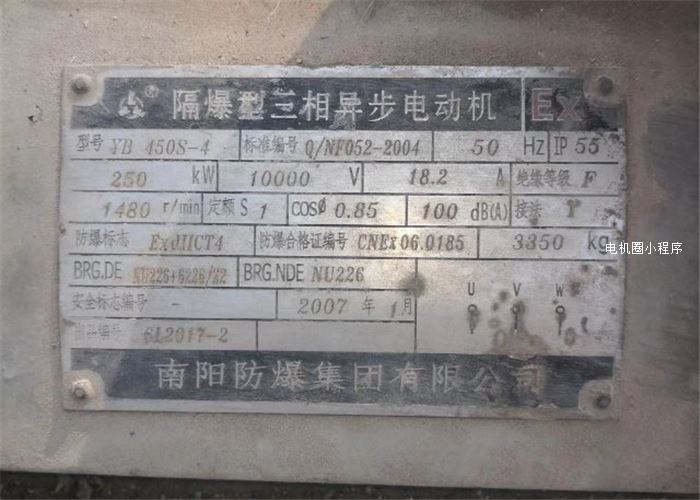 隔爆型三相异步电动机 Ex
型号 YB 450S-4 标准编号 Q/NF052-2004 50 Hz IP 55
250 kW 10000 V 18.2 A 绝缘等级 F
1480 r/min 定额 S 1 COSØ 0.85 100 dB(A) 接法 Y
防爆标志 ExdIICT4 防爆合格证编号 CNEx06.0185 3350 kg
电机圈小程序
BRG.DE NU226+6226/32 BRG.NDE NU226
U V W
安全标志编号 - 2007 年 1 月
出品编号 6L2017-2
南阳防爆集团有限公司